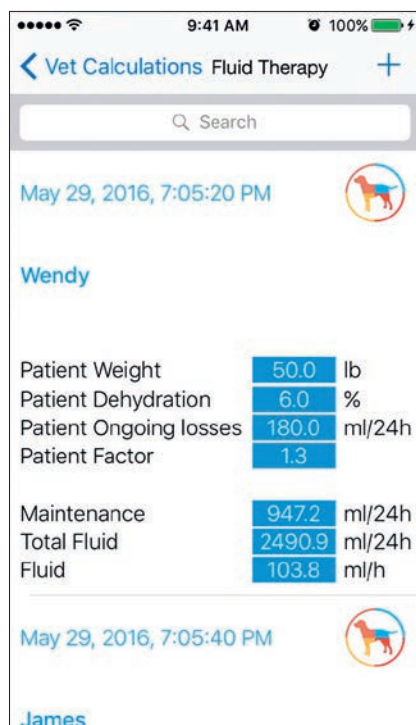 9:41 AM 100%
Vet Calculations Fluid Therapy +
Search
May 29, 2016, 7:05:20 PM
Wendy
Patient Weight 50.0 lb
Patient Dehydration 6.0 %
Patient Ongoing losses 180.0 ml/24h
Patient Factor 1.3
Maintenance 947.2 ml/24h
Total Fluid 2490.9 ml/24h
Fluid 103.8 ml/h
May 29, 2016, 7:05:40 PM
James